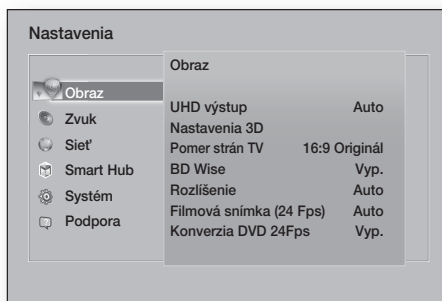 Nastavenia
Obraz
Zvuk
Sieť
Smart Hub
Systém
Podpora
Obraz
UHD výstup Auto
Nastavenia 3D
Pomer strán TV 16:9 Originál
BD Wise Vyp.
Rozlíšenie Auto
Filmová snímka (24 Fps) Auto
Konverzia DVD 24Fps Vyp.